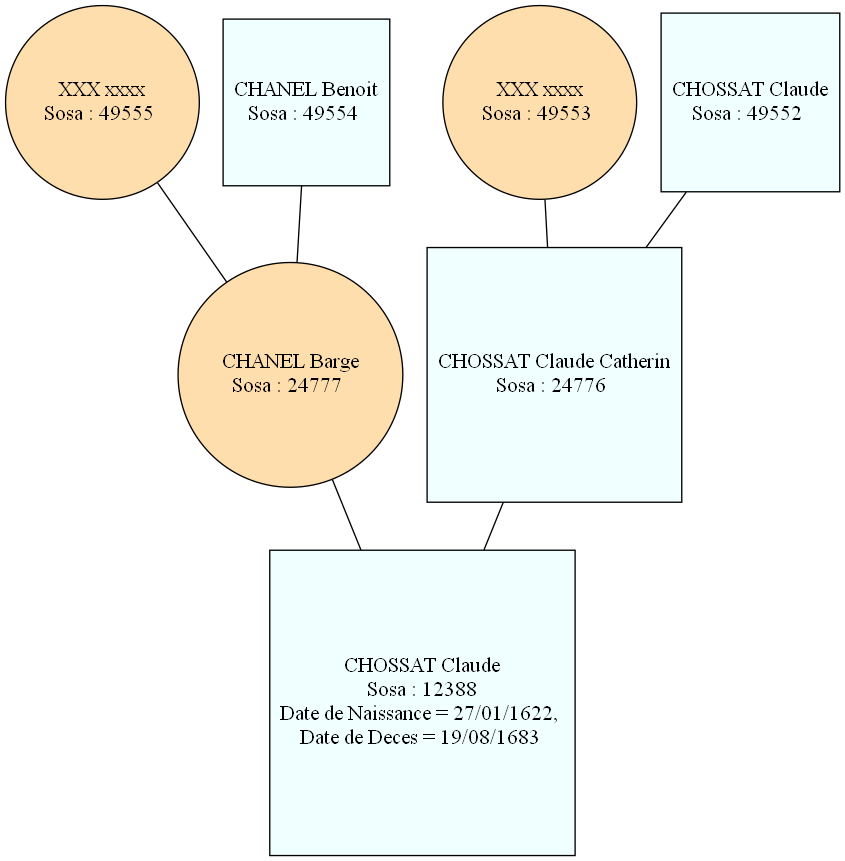 XXX xxxx
Sosa : 49555
CHANEL Benoit
Sosa : 49554
XXX xxxx
Sosa : 49553
CHOSSAT Claude
Sosa : 49552
CHANEL Barge
Sosa : 24777
CHOSSAT Claude Catherin
Sosa : 24776
CHOSSAT Claude
Sosa : 12388
Date de Naissance = 27/01/1622,
Date de Deces = 19/08/1683